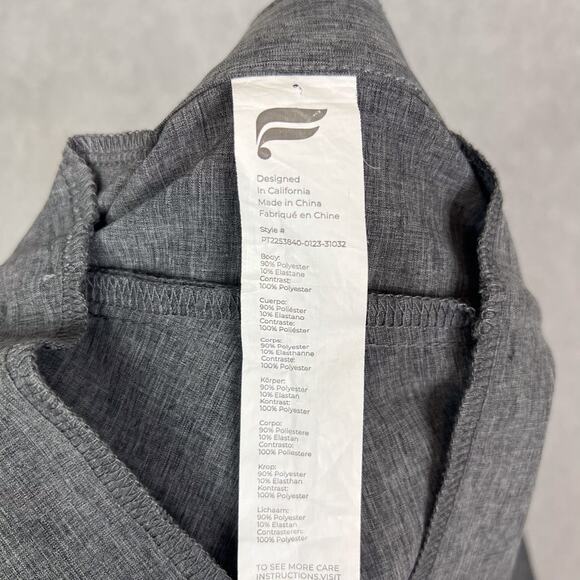 Designed
In California
Made in China
Fabriqué en Chine
Style #
PT2253840-0123-31032
Body:
90% Polyester
10% Elastane
Contrast:
100% Polyester
Cuerpo:
90% Poliéster
10% Elastano
Contraste:
100% Poliéster
Corps:
90% Polyester
10% Elasthanne
Contraste:
100% Polyester
Körper:
90% Polyester
10% Elastan
Kontrast:
100% Polyester
Corpo:
90% Poliestere
10% Elastan
Contrasto:
100% Poliestere
Krop:
90% Polyester
10% Elasthan
Kontrast:
100% Polyester
Lichaam:
90% Polyester
10% Elastan
Contrasteren:
100% Polyester
TO SEE MORE CARE
INSTRUCTIONS, VISIT